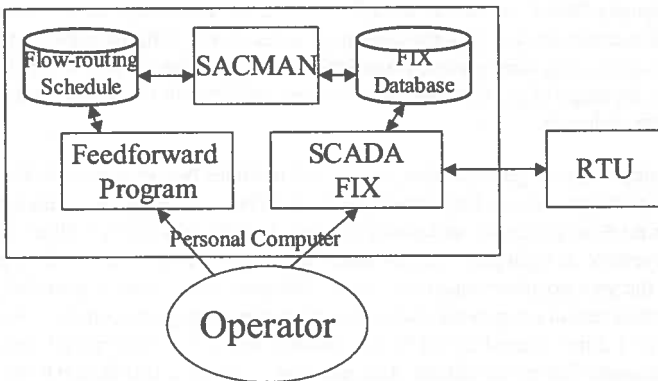 Flow-routing
Schedule
SACMAN
FIX
Database
Feedforward
Program
SCADA
FIX
RTU
Personal Computer
Operator